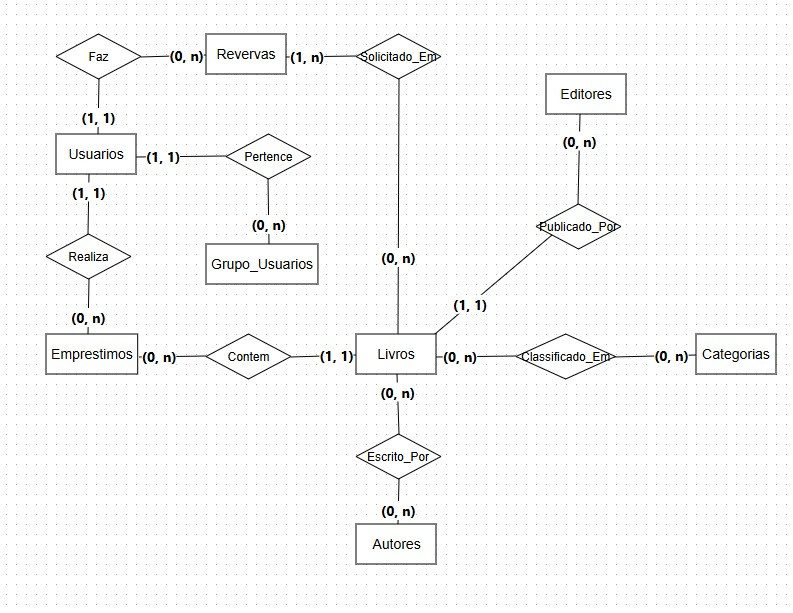 Faz
(0, n)
Revervas
(1, n)
Solicitado_Em
Editores
(1, 1)
(0, n)
Usuarios
(1, 1)
Pertence
(1, 1)
(0, n)
Publicado_Por
Realiza
Grupo_Usuarios
(0, n)
(1, 1)
(0, n)
Emprestimos
(0, n)
Contem
(1, 1)
Livros
(0, n)
Classificado_Em
(0, n)
Categorias
(0, n)
Escrito_Por
(0, n)
Autores